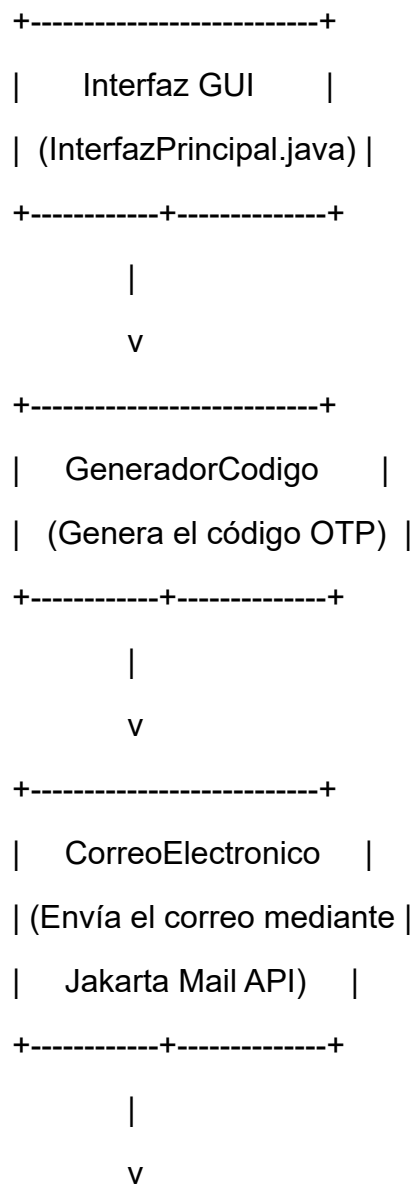 +---------------------------+
|      Interfaz GUI       |
|  (InterfazPrincipal.java) |
+------------+--------------+
|
v
+---------------------------+
|    GeneradorCodigo      |
|   (Genera el código OTP)  |
+------------+--------------+
|
v
+---------------------------+
|    CorreoElectronico    |
| (Envía el correo mediante |
|    Jakarta Mail API)    |
+------------+--------------+
|
v